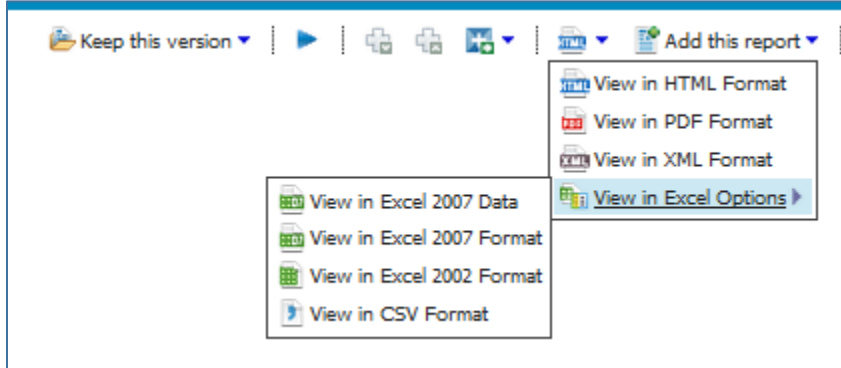 Keep this version
Add this report
View in HTML Format
View in PDF Format
View in XML Format
View in Excel Options
View in Excel 2007 Data
View in Excel 2007 Format
View in Excel 2002 Format
View in CSV Format